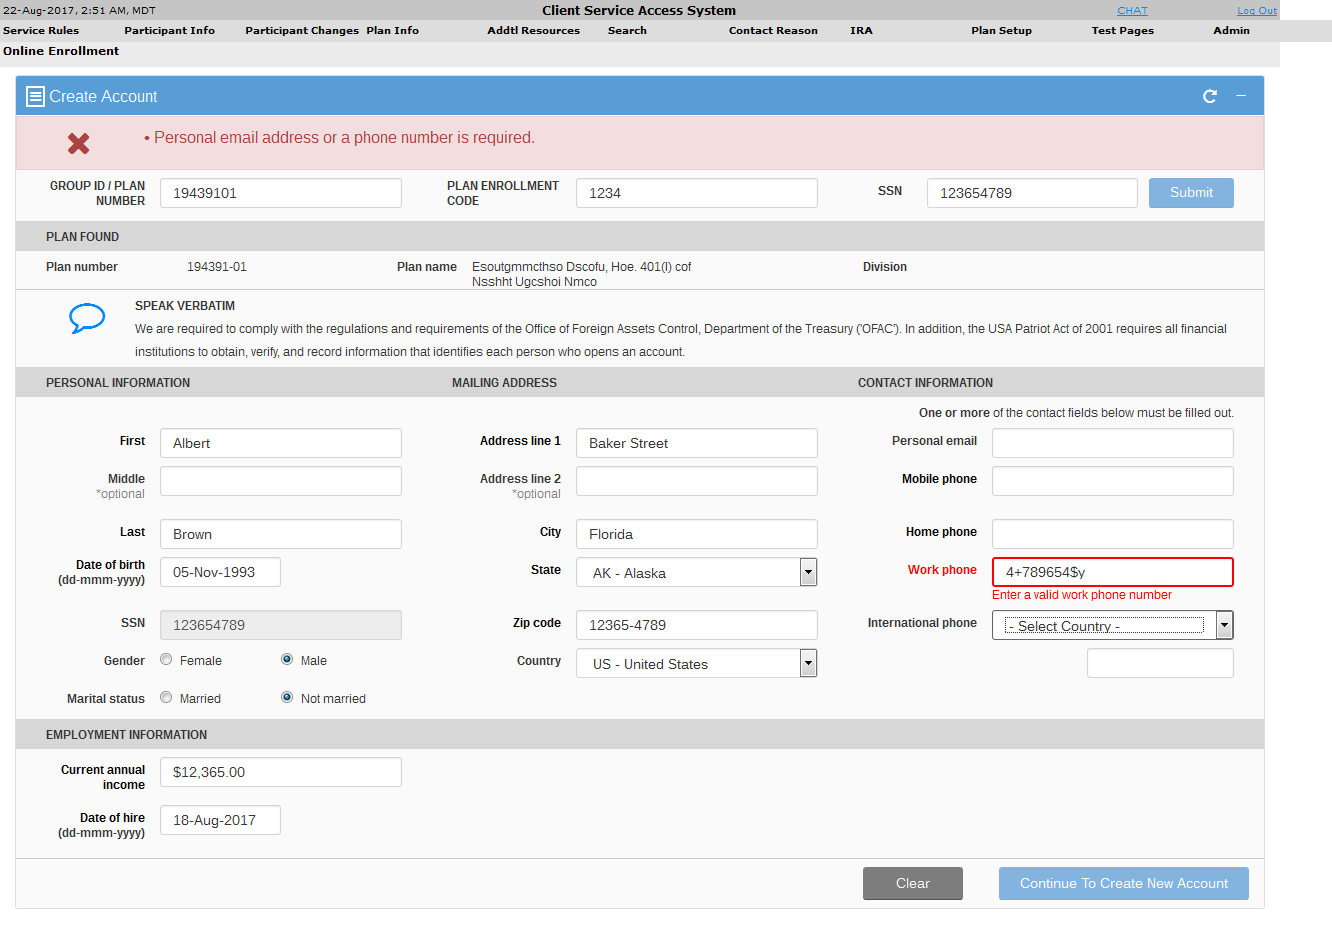 22-Aug-2017, 2:51 AM, MDT Client Service Access System CHAT Log Out
Service Rules Participant Info Participant Changes Plan Info Addtl Resources Search Contact Reason IRA Plan Setup Test Pages Admin
Online Enrollment
Create Account
• Personal email address or a phone number is required.
GROUP ID / PLAN NUMBER 19439101 PLAN ENROLLMENT CODE 1234 SSN 123654789 Submit
PLAN FOUND
Plan number 194391-01 Plan name Esoutgmmcthso Dscofu, Hoe. 401(l) cof Division
Nsshht Ugcshoi Nmco
SPEAK VERBATIM
We are required to comply with the regulations and requirements of the Office of Foreign Assets Control, Department of the Treasury ('OFAC'). In addition, the USA Patriot Act of 2001 requires all financial
institutions to obtain, verify, and record information that identifies each person who opens an account.
PERSONAL INFORMATION MAILING ADDRESS CONTACT INFORMATION
One or more of the contact fields below must be filled out.
First Albert Address line 1 Baker Street Personal email
Middle Address line 2 Mobile phone
*optional *optional
Last Brown City Florida Home phone
Date of birth 05-Nov-1993 State AK - Alaska Work phone 4+789654$y
(dd-mmm-yyyy) Enter a valid work phone number
SSN 123654789 Zip code 12365-4789 International phone - Select Country -
Gender Female Male Country US - United States
Marital status Married Not married
EMPLOYMENT INFORMATION
Current annual $12,365.00
income
Date of hire 18-Aug-2017
(dd-mmm-yyyy)
Clear Continue To Create New Account